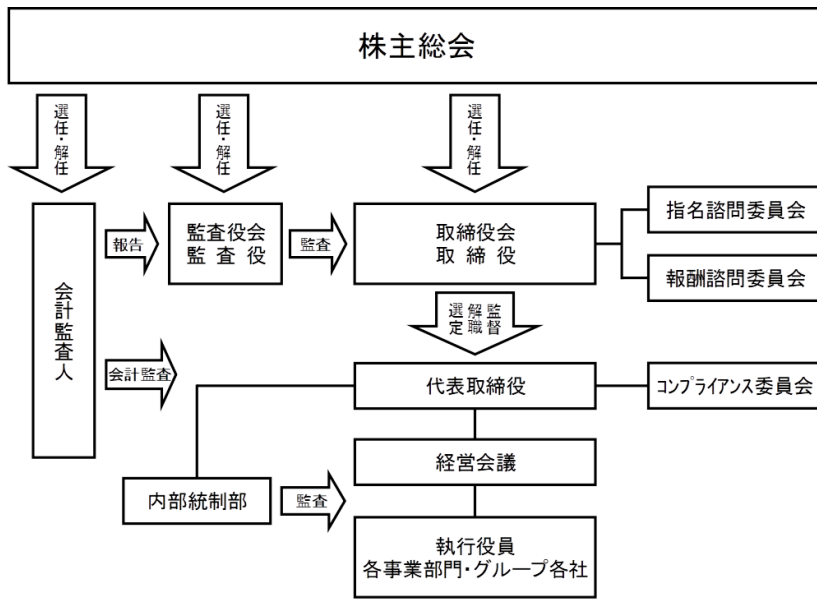 株主総会
選任・解任
選任・解任
選任・解任
会計監査人
報告
監査役会
監査役
監査
取締役会
取締役
指名諮問委員会
報酬諮問委員会
選定
解職
監督
会計監査
代表取締役
コンプライアンス委員会
経営会議
内部統制部
監査
執行役員
各事業部門・グループ各社